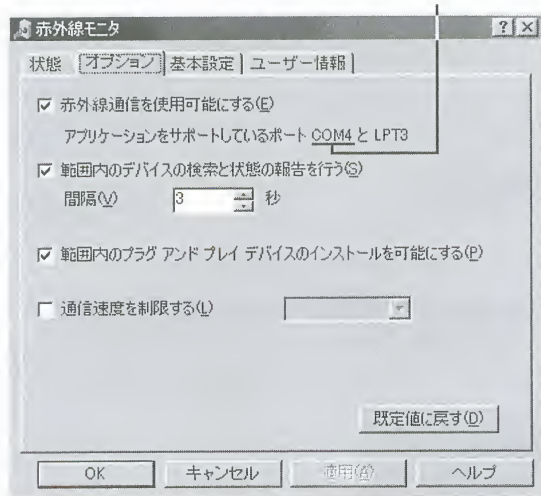 赤外線モニタ
状態 オプション 基本設定 ユーザー情報
赤外線通信を使用可能にする(E)
アプリケーションをサポートしているポート COM4 と LPT3
範囲内のデバイスの検索と状態の報告を行う(S)
間隔(V) 3 秒
範囲内のプラグ アンド プレイ デバイスのインストールを可能にする(P)
通信速度を制限する(L)
既定値に戻す(D)
OK キャンセル 適用(A) ヘルプ